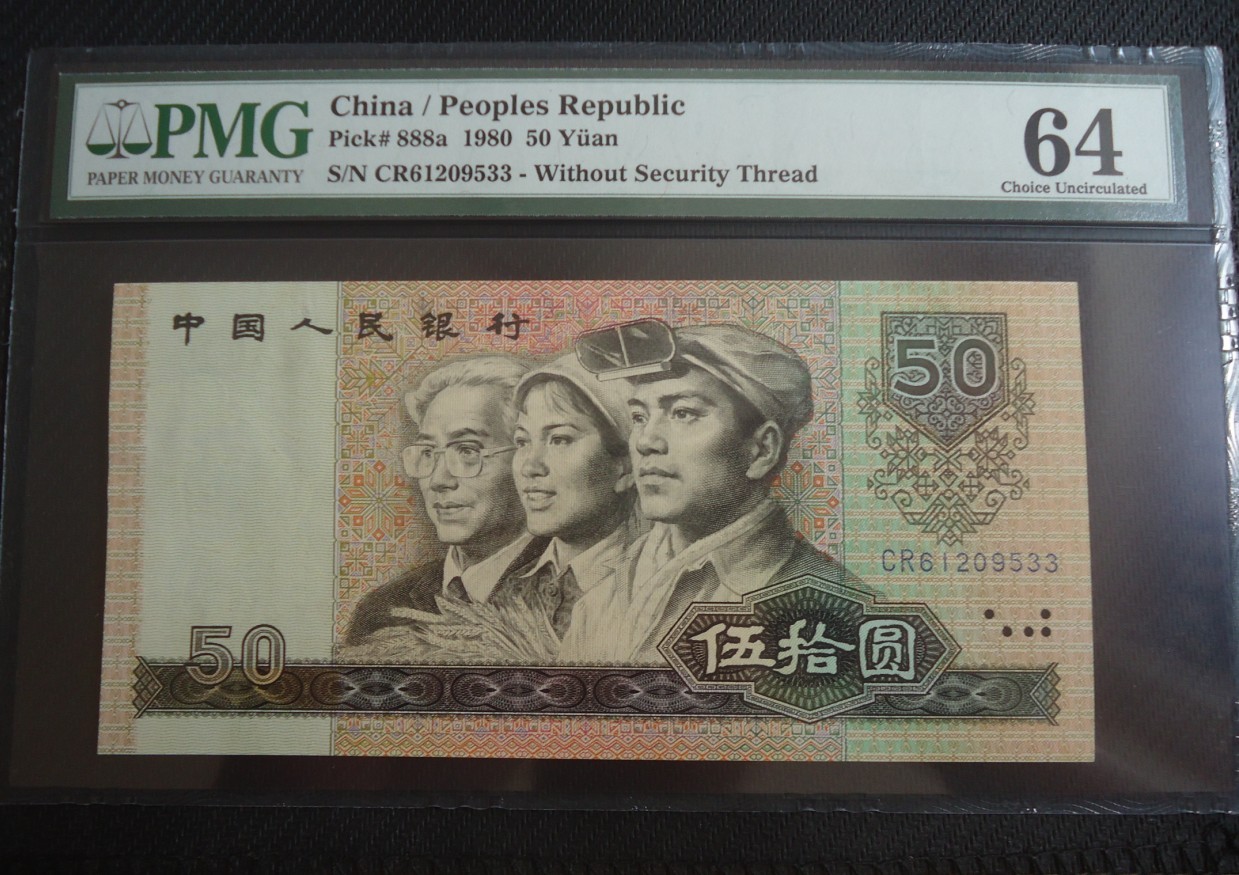 PMG
PAPER MONEY GUARANTY
China / Peoples Republic
Pick# 888a 1980 50 Yüan
S/N CR61209533 - Without Security Thread
64
Choice Uncirculated
中国人民银行
50
CR61209533
50
伍拾圆